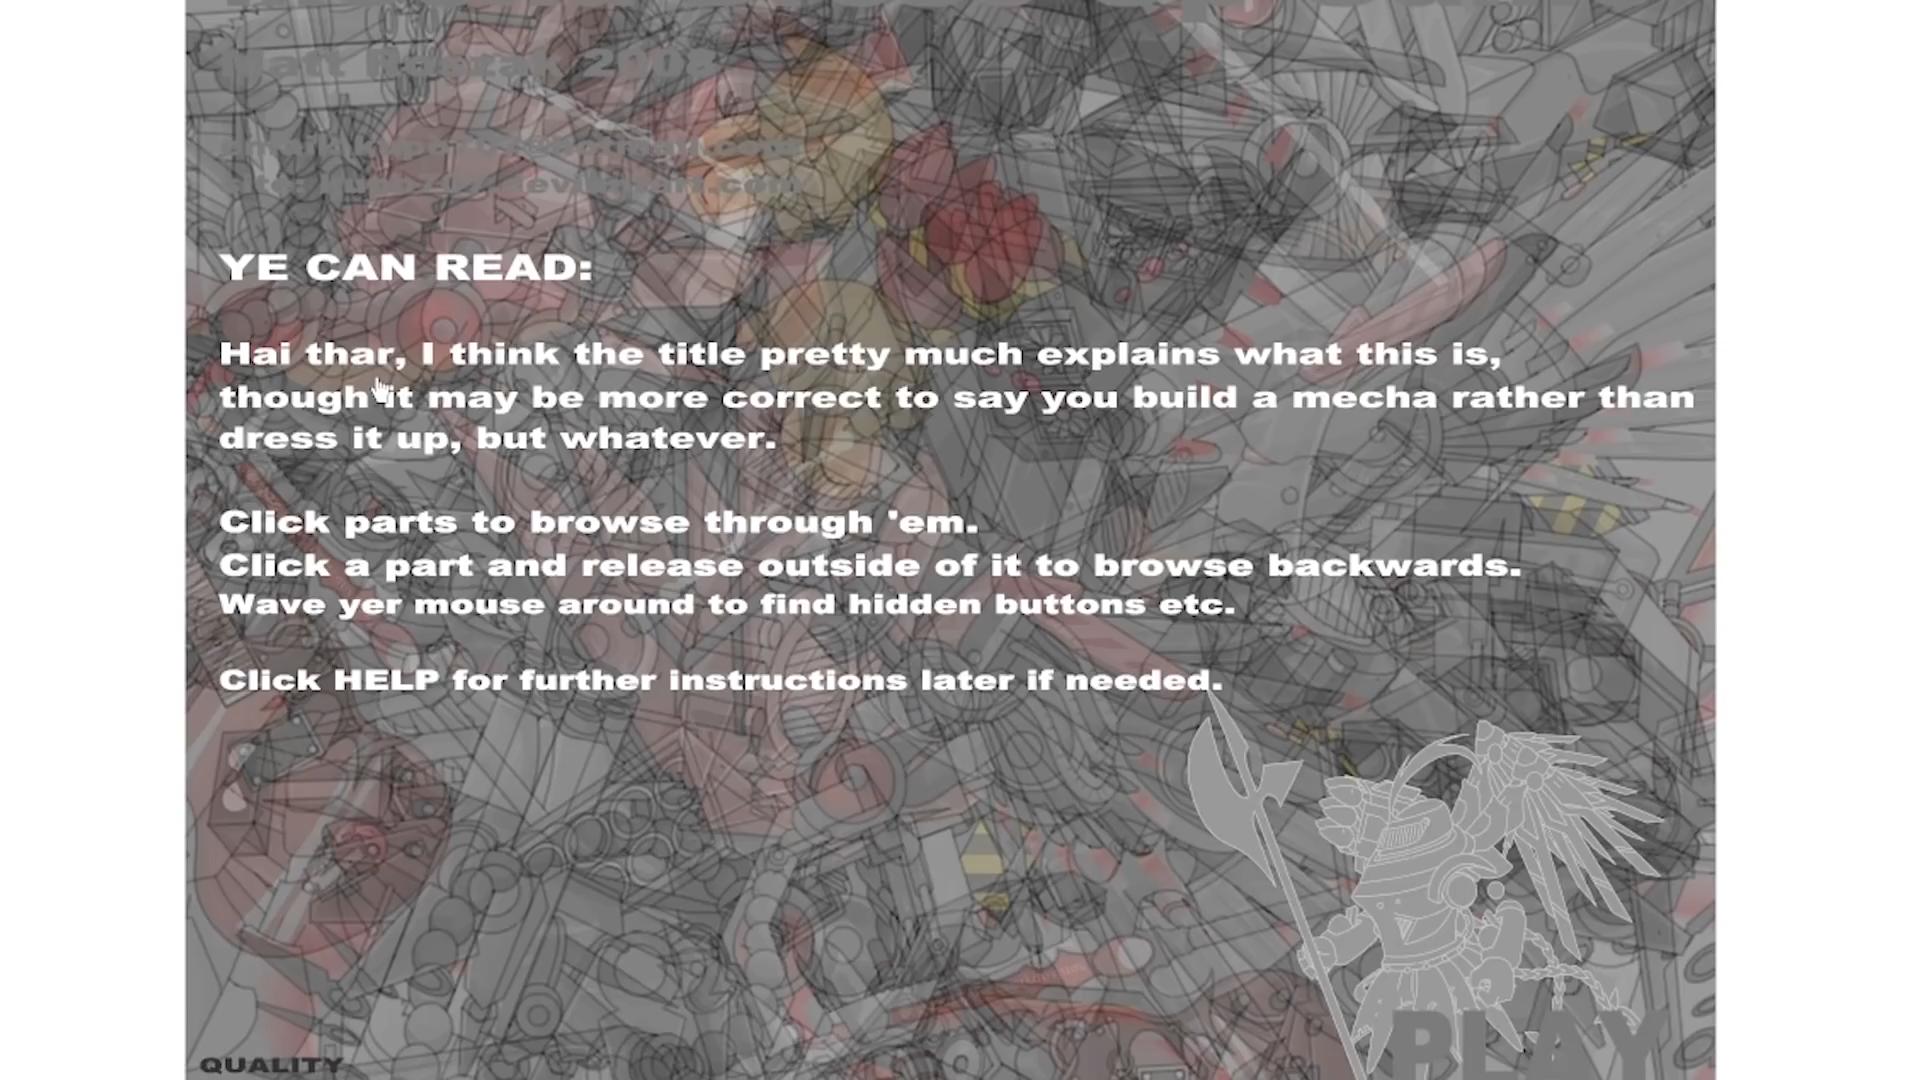 2008
YE CAN READ:
Hai thar, I think the title pretty much explains what this is,
though it may be more correct to say you build a mecha rather than
dress it up, but whatever.
Click parts to browse through 'em.
Click a part and release outside of it to browse backwards.
Wave yer mouse around to find hidden buttons etc.
Click HELP for further instructions later if needed.
PLAY
QUALITY